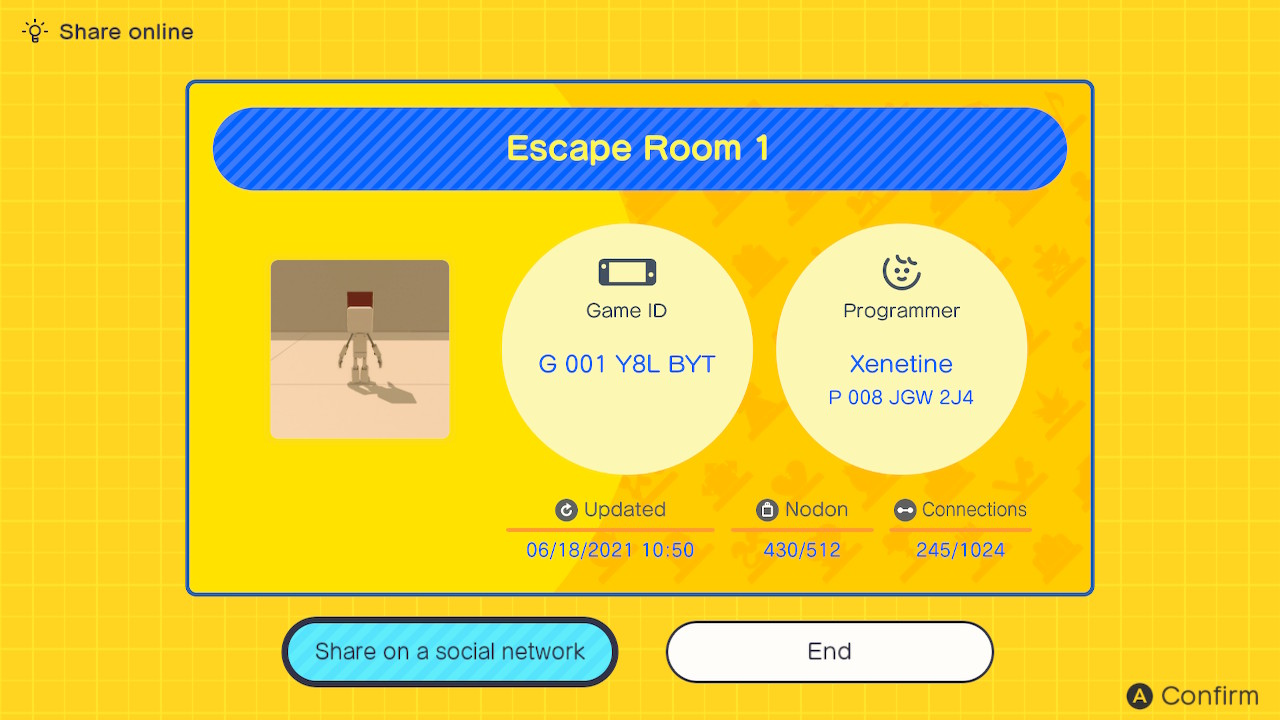 Share online
Escape Room 1
Game ID
G 001 Y8L BYT
Programmer
Xenetine
P 008 JGW 2J4
Updated
06/18/2021 10:50
Nodon
430/512
Connections
245/1024
Share on a social network
End
A Confirm